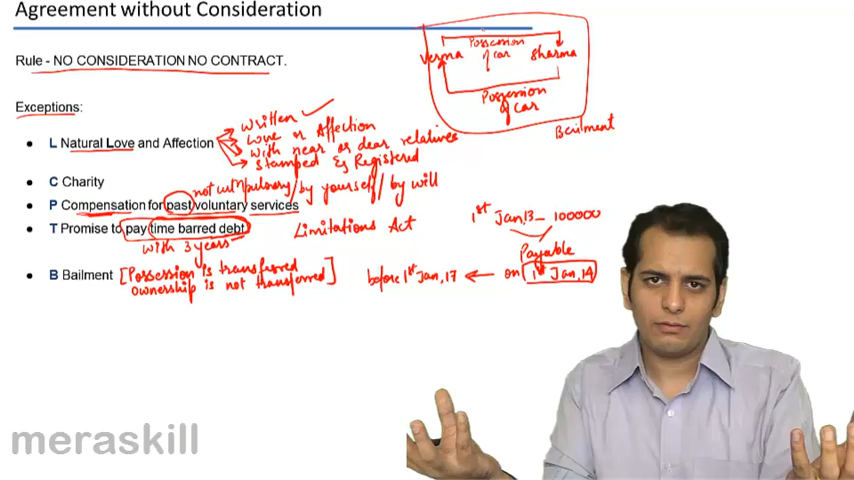 Agreement without Consideration
Rule - NO CONSIDERATION NO CONTRACT.
Exceptions:
L Natural Love and Affection
written
Love or Affection
with near or dear relatives
Stamped & Registered
C Charity
not compulsory / by yourself / by will
P Compensation for past voluntary services
T Promise to pay time barred debt
with 3 years
Limitations Act
B Bailment [Possession is transferred
ownership is not transferred]
verma Possession of car Sharma
Possession of car
Bailment
1st Jan, 13 - 100000
Payable
before 1st Jan, 17 on 1st Jan, 14
meraskill